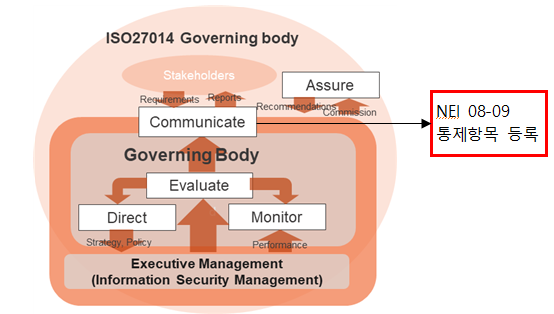 ISO27014 Governing body
Stakeholders
Assure
Requirements
Reports
Recommendations
Commission
Communicate
NEI 08-09
통제항목 등록
Governing Body
Evaluate
Direct
Monitor
Strategy, Policy
Performance
Executive Management
(Information Security Management)